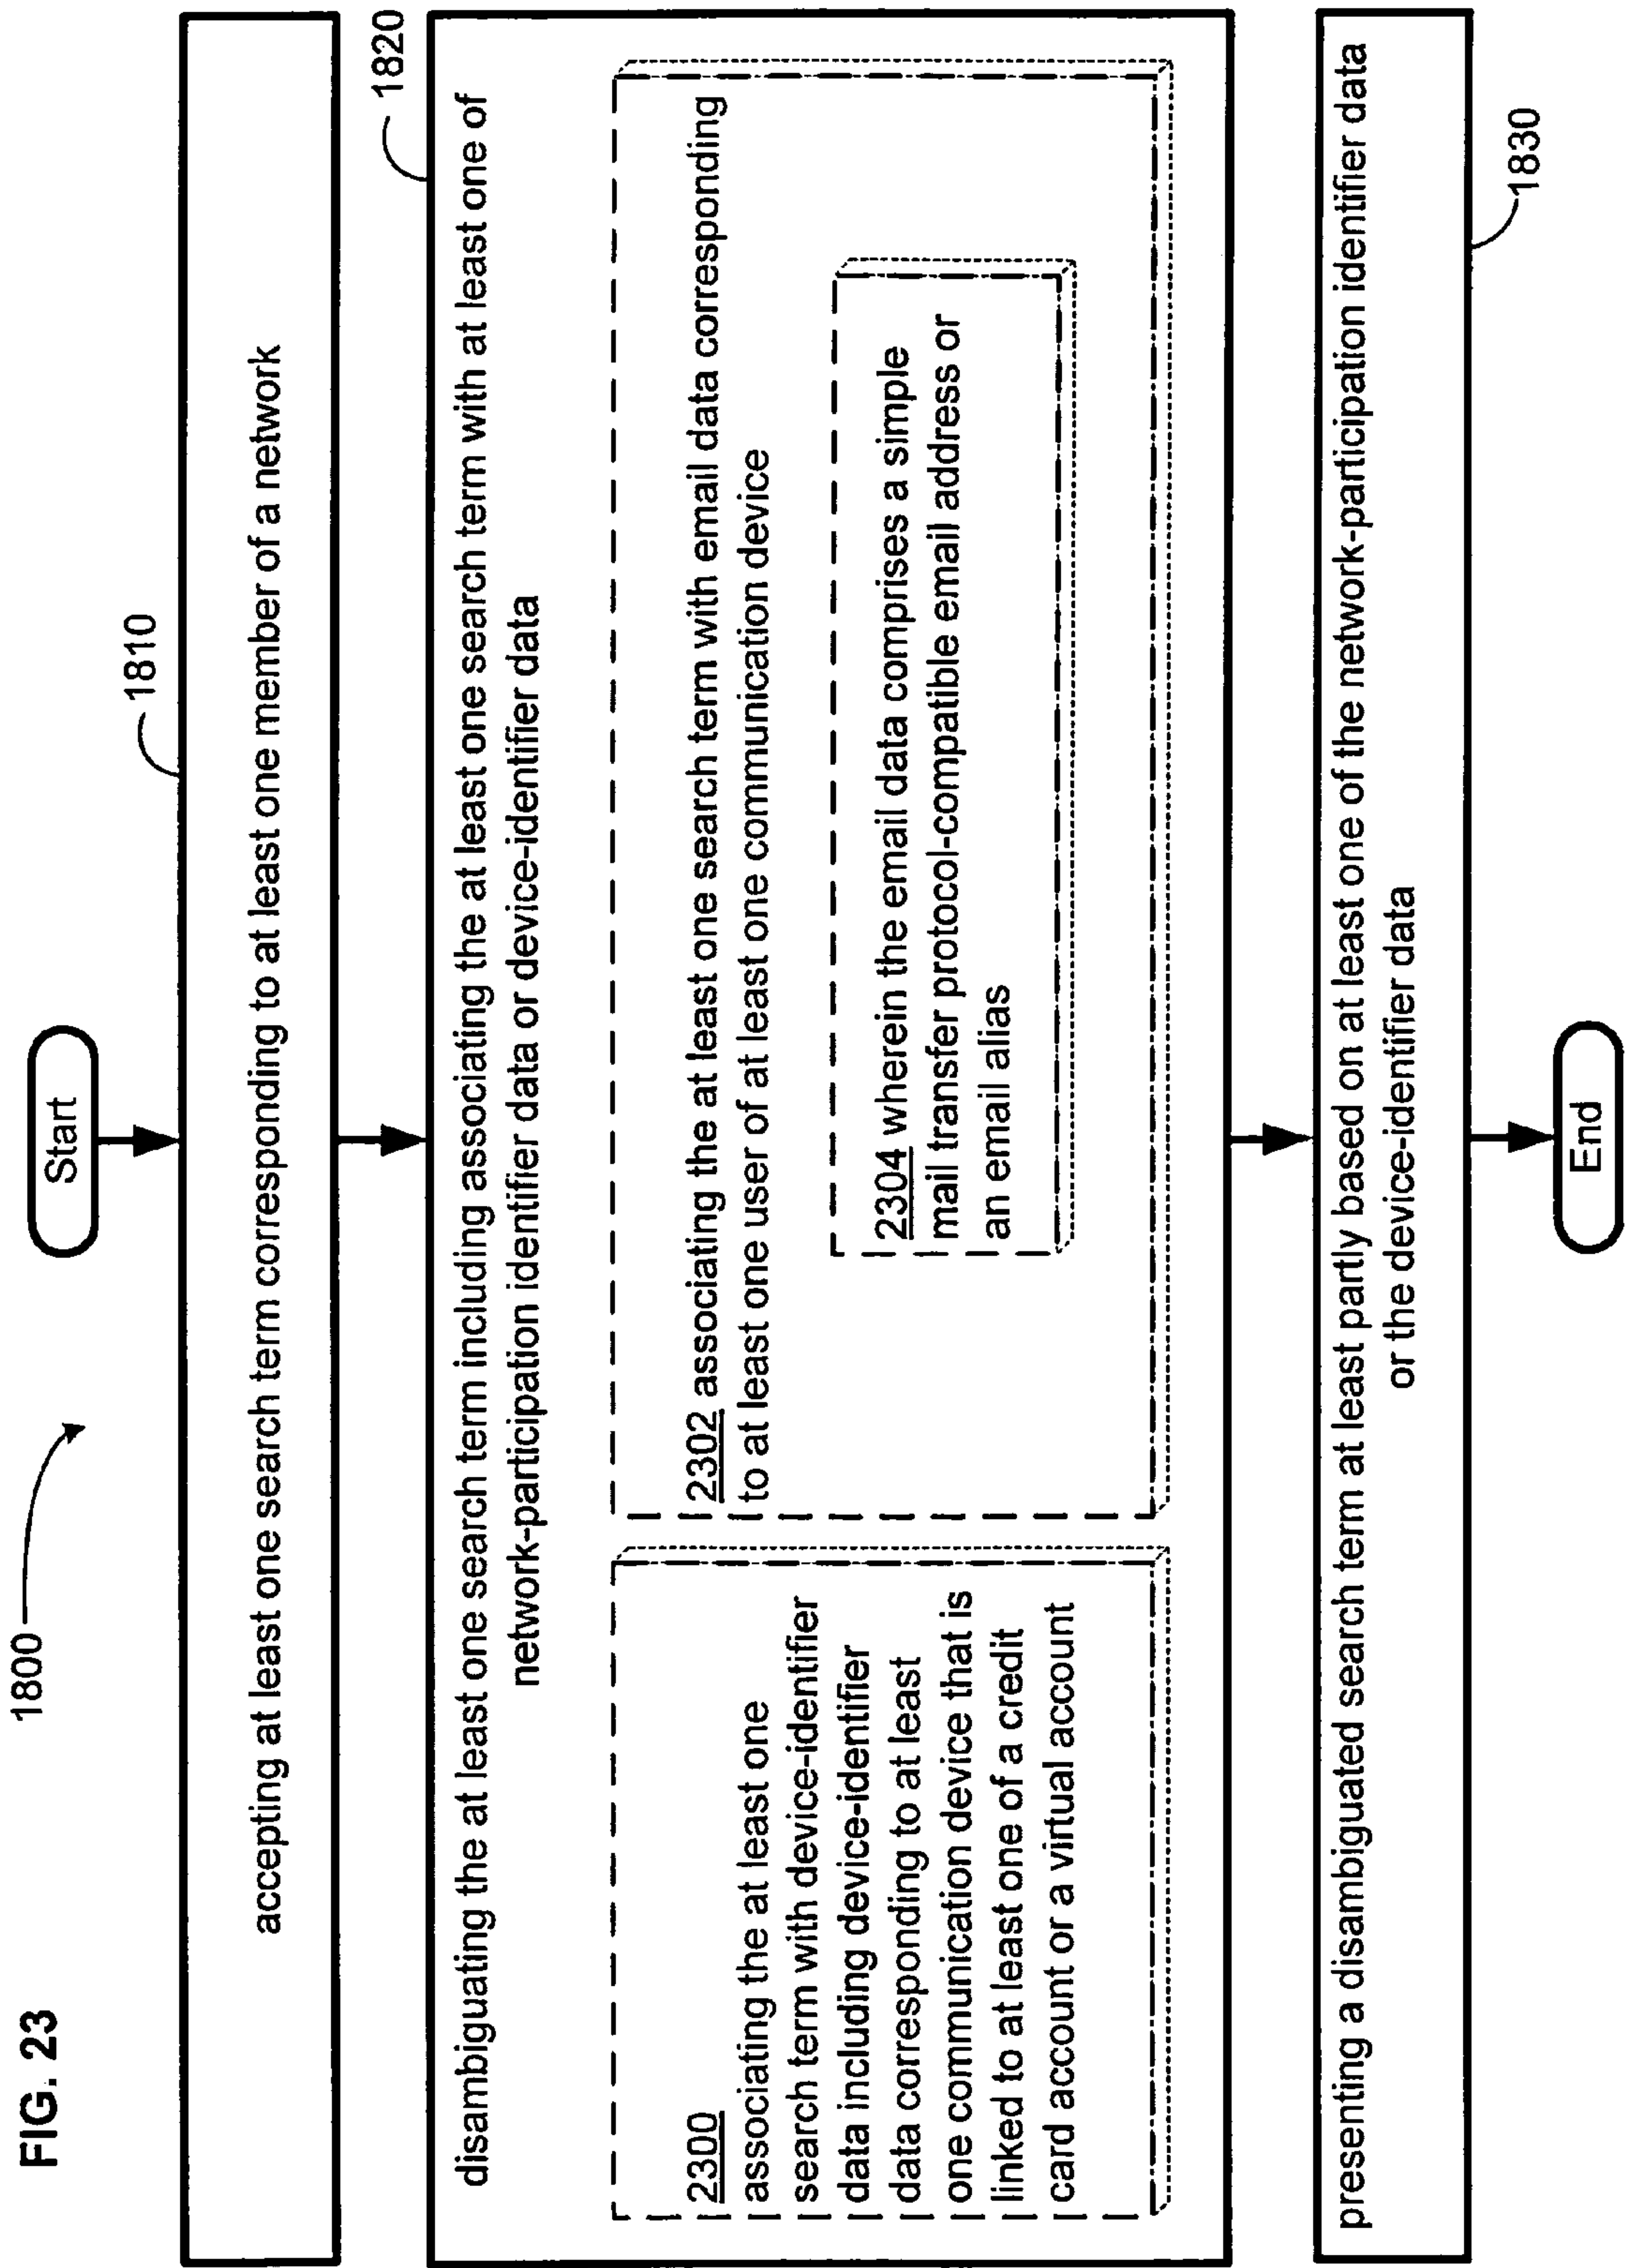 FIG. 23
1800
Start
1810
accepting at least one search term corresponding to at least one member of a network
1820
disambiguating the at least one search term including associating the at least one search term with at least one of
network-participation identifier data or device-identifier data
2300
associating the at least one
search term with device-identifier
data including device-identifier
data corresponding to at least
one communication device that is
linked to at least one of a credit
card account or a virtual account
2302 associating the at least one search term with email data corresponding
to at least one user of at least one communication device
2304 wherein the email data comprises a simple
mail transfer protocol-compatible email address or
an email alias
presenting a disambiguated search term at least partly based on at least one of the network-participation identifier data
or the device-identifier data
1830
End